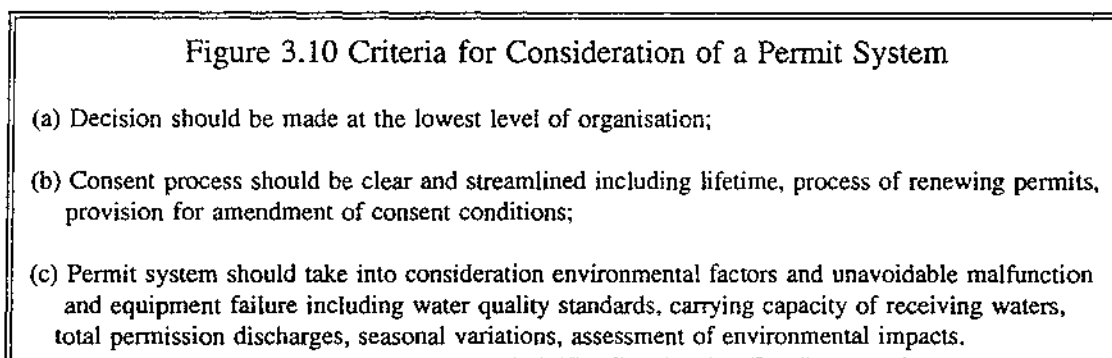 Figure 3.10 Criteria for Consideration of a Permit System
(a) Decision should be made at the lowest level of organisation;
(b) Consent process should be clear and streamlined including lifetime, process of renewing permits,
provision for amendment of consent conditions;
(c) Permit system should take into consideration environmental factors and unavoidable malfunction
and equipment failure including water quality standards, carrying capacity of receiving waters,
total permission discharges, seasonal variations, assessment of environmental impacts.